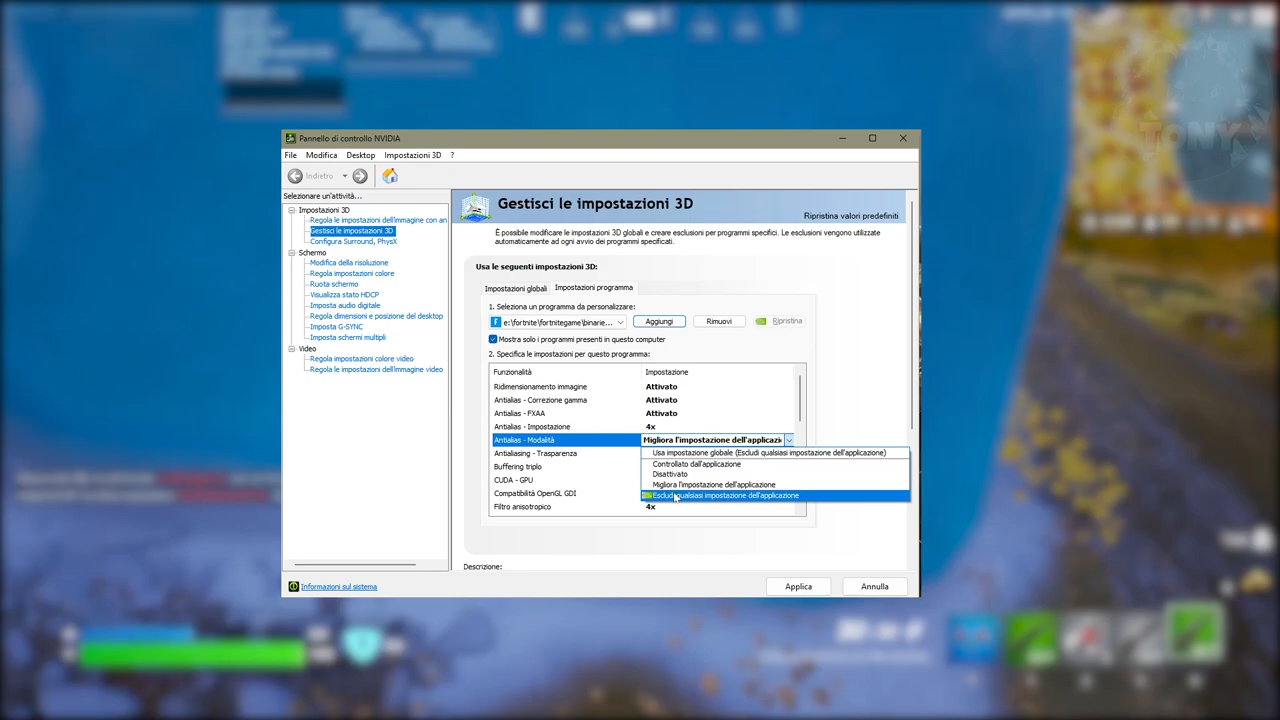 TONY
Pannello di controllo NVIDIA
File Modifica Desktop Impostazioni 3D ?
Indietro
Selezionare un'attività...
Impostazioni 3D
Regola le impostazioni dell'immagine con an
Gestisci le impostazioni 3D
Configura Surround, PhysX
Schermo
Modifica della risoluzione
Regola impostazioni colore
Ruota schermo
Visualizza stato HDCP
Imposta audio digitale
Regola dimensioni e posizione del desktop
Imposta G-SYNC
Imposta schermi multipli
Video
Regola impostazioni colore video
Regola le impostazioni dell'immagine video
Gestisci le impostazioni 3D
Ripristina valori predefiniti
È possibile modificare le impostazioni 3D globali e creare esclusioni per programmi specifici. Le esclusioni vengono utilizzate
automaticamente ad ogni avvio dei programmi specificati.
Usa le seguenti impostazioni 3D:
Impostazioni globali Impostazioni programma
1. Seleziona un programma da personalizzare:
e:\fortnite\fortnitegame\binarie... Aggiungi Rimuovi Ripristina
Mostra solo i programmi presenti in questo computer
2. Specifica le impostazioni per questo programma:
Funzionalità Impostazione
Ridimensionamento immagine Attivato
Antialias - Correzione gamma Attivato
Antialias - FXAA Attivato
Antialias - Impostazione 4x
Antialias - Modalità Migliora l'impostazione dell'applicazi
Antialiasing - Trasparenza
Buffering triplo
CUDA - GPU
Compatibilità OpenGL GDI
Filtro anisotropico 4x
Usa impostazione globale (Escludi qualsiasi impostazione dell'applicazione)
Controllato dall'applicazione
Disattivato
Migliora l'impostazione dell'applicazione
Escludi qualsiasi impostazione dell'applicazione
Descrizione:
Informazioni sul sistema
Applica Annulla